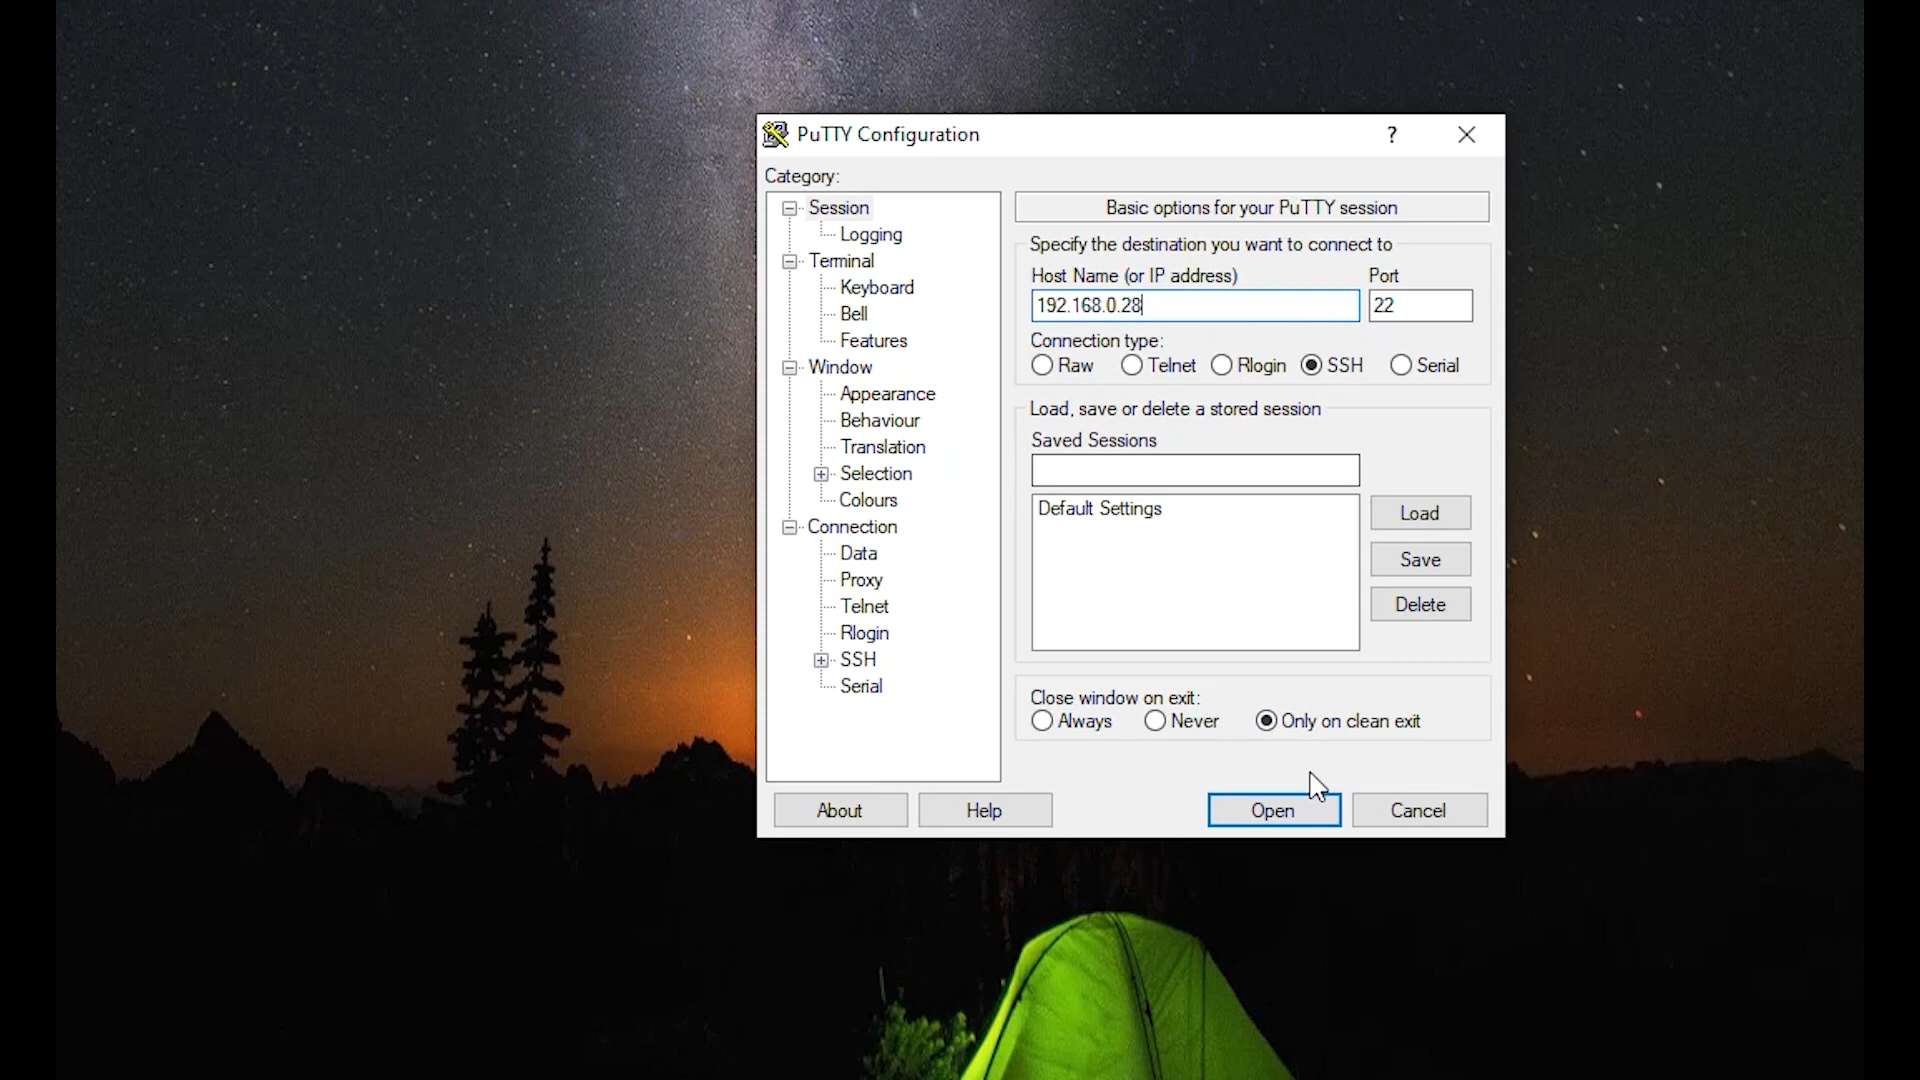 PuTTY Configuration
?
Category:
Session
Logging
Terminal
Keyboard
Bell
Features
Window
Appearance
Behaviour
Translation
Selection
Colours
Connection
Data
Proxy
Telnet
Rlogin
SSH
Serial
Basic options for your PuTTY session
Specify the destination you want to connect to
Host Name (or IP address) Port
192.168.0.28 22
Connection type:
Raw Telnet Rlogin SSH Serial
Load, save or delete a stored session
Saved Sessions
Default Settings
Load
Save
Delete
Close window on exit:
Always Never Only on clean exit
About Help Open Cancel